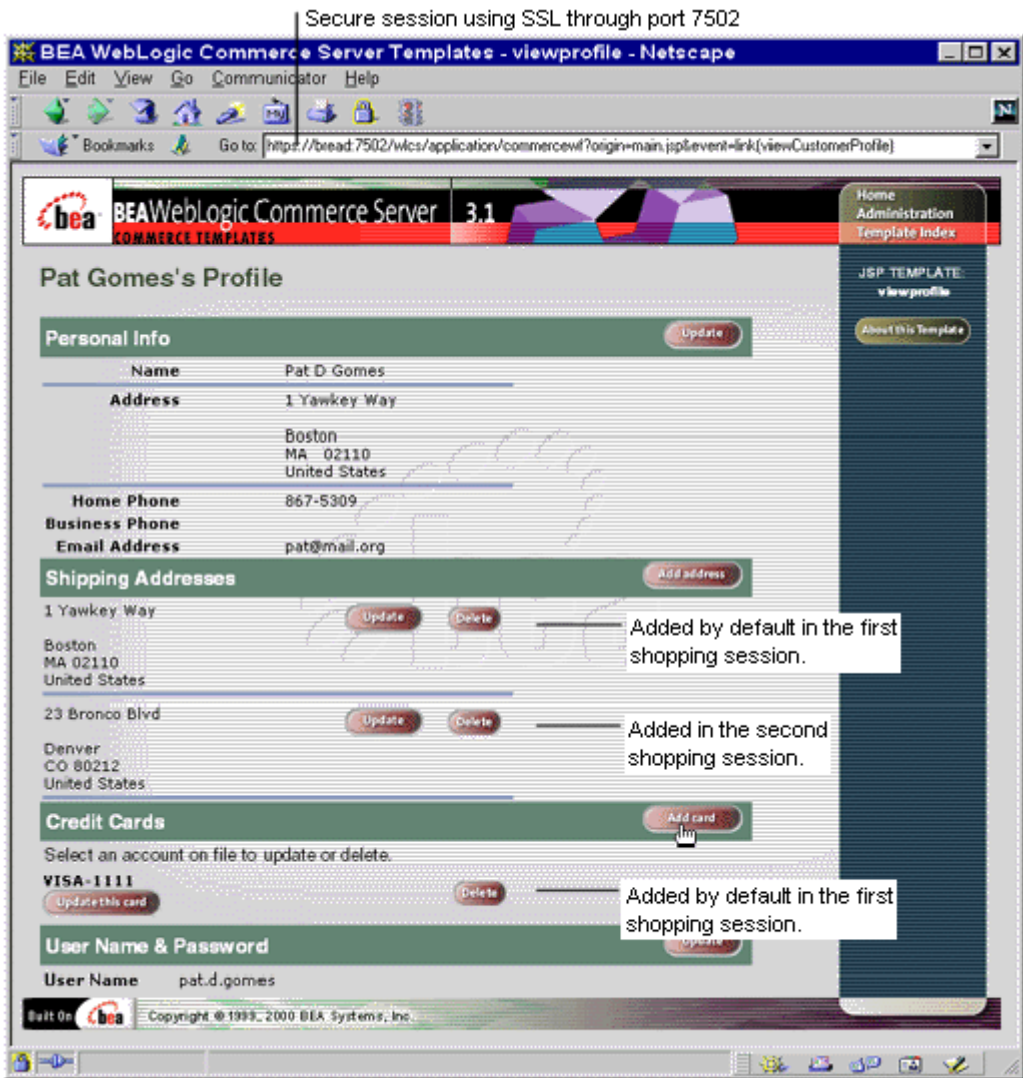 Secure session using SSL through port 7502
BEA WebLogic Commerce Server Templates - viewprofile - Netscape
File Edit View Go Communicator Help
My
N
Bookmarks Go to: https://bread:7502/wlcs/application/commercewf?origin=main.jsp&event=link(viewCustomerProfile)
bea BEA WebLogic Commerce Server 3.1
COMMERCE TEMPLATES
Home
Administration
Template Index
Pat Gomes's Profile
JSP TEMPLATE:
viewprofile
About this Template
Personal Info Update
Name Pat D Gomes
Address 1 Yawkey Way
Boston
MA 02110
United States
Home Phone 867-5309
Business Phone
Email Address pat@mail.org
Shipping Addresses Add address
1 Yawkey Way Update Delete
Added by default in the first
shopping session.
Boston
MA 02110
United States
23 Bronco Blvd Update Delete
Added in the second
shopping session.
Denver
CO 80212
United States
Credit Cards Add card
Select an account on file to update or delete.
VISA-1111
Update this card Delete
Added by default in the first
shopping session.
User Name & Password Update
User Name pat.d.gomes
Built On bea Copyright © 1999, 2000 BEA Systems, Inc.